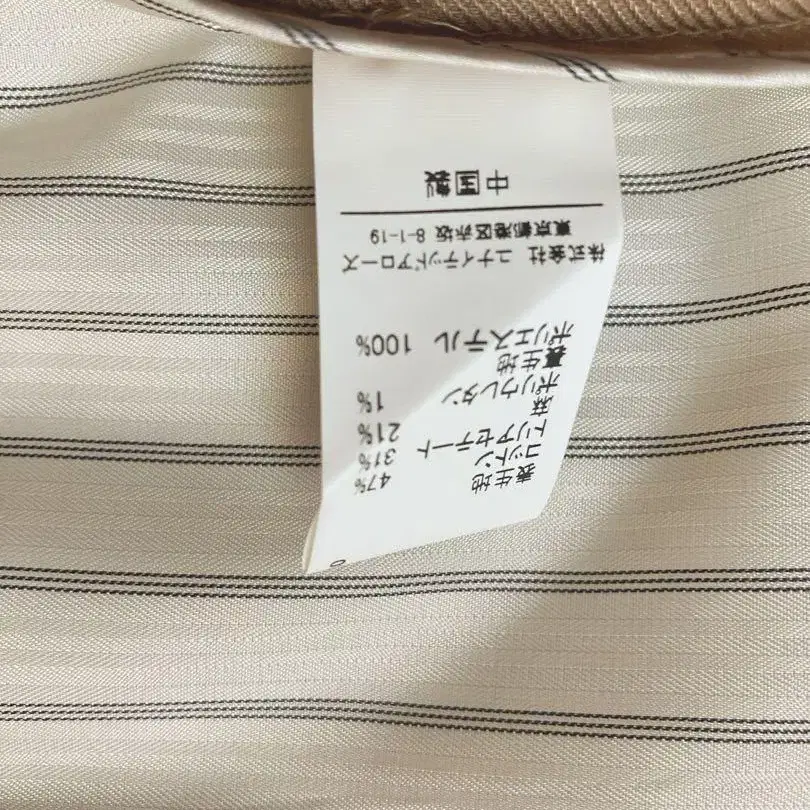 表生地
コットン 47%
トリアセテート 31%
麻 21%
ポリウレタン 1%
裏生地
ポリエステル 100%
株式会社 ユナイテッドアローズ
東京都港区赤坂 8-1-19
中国製